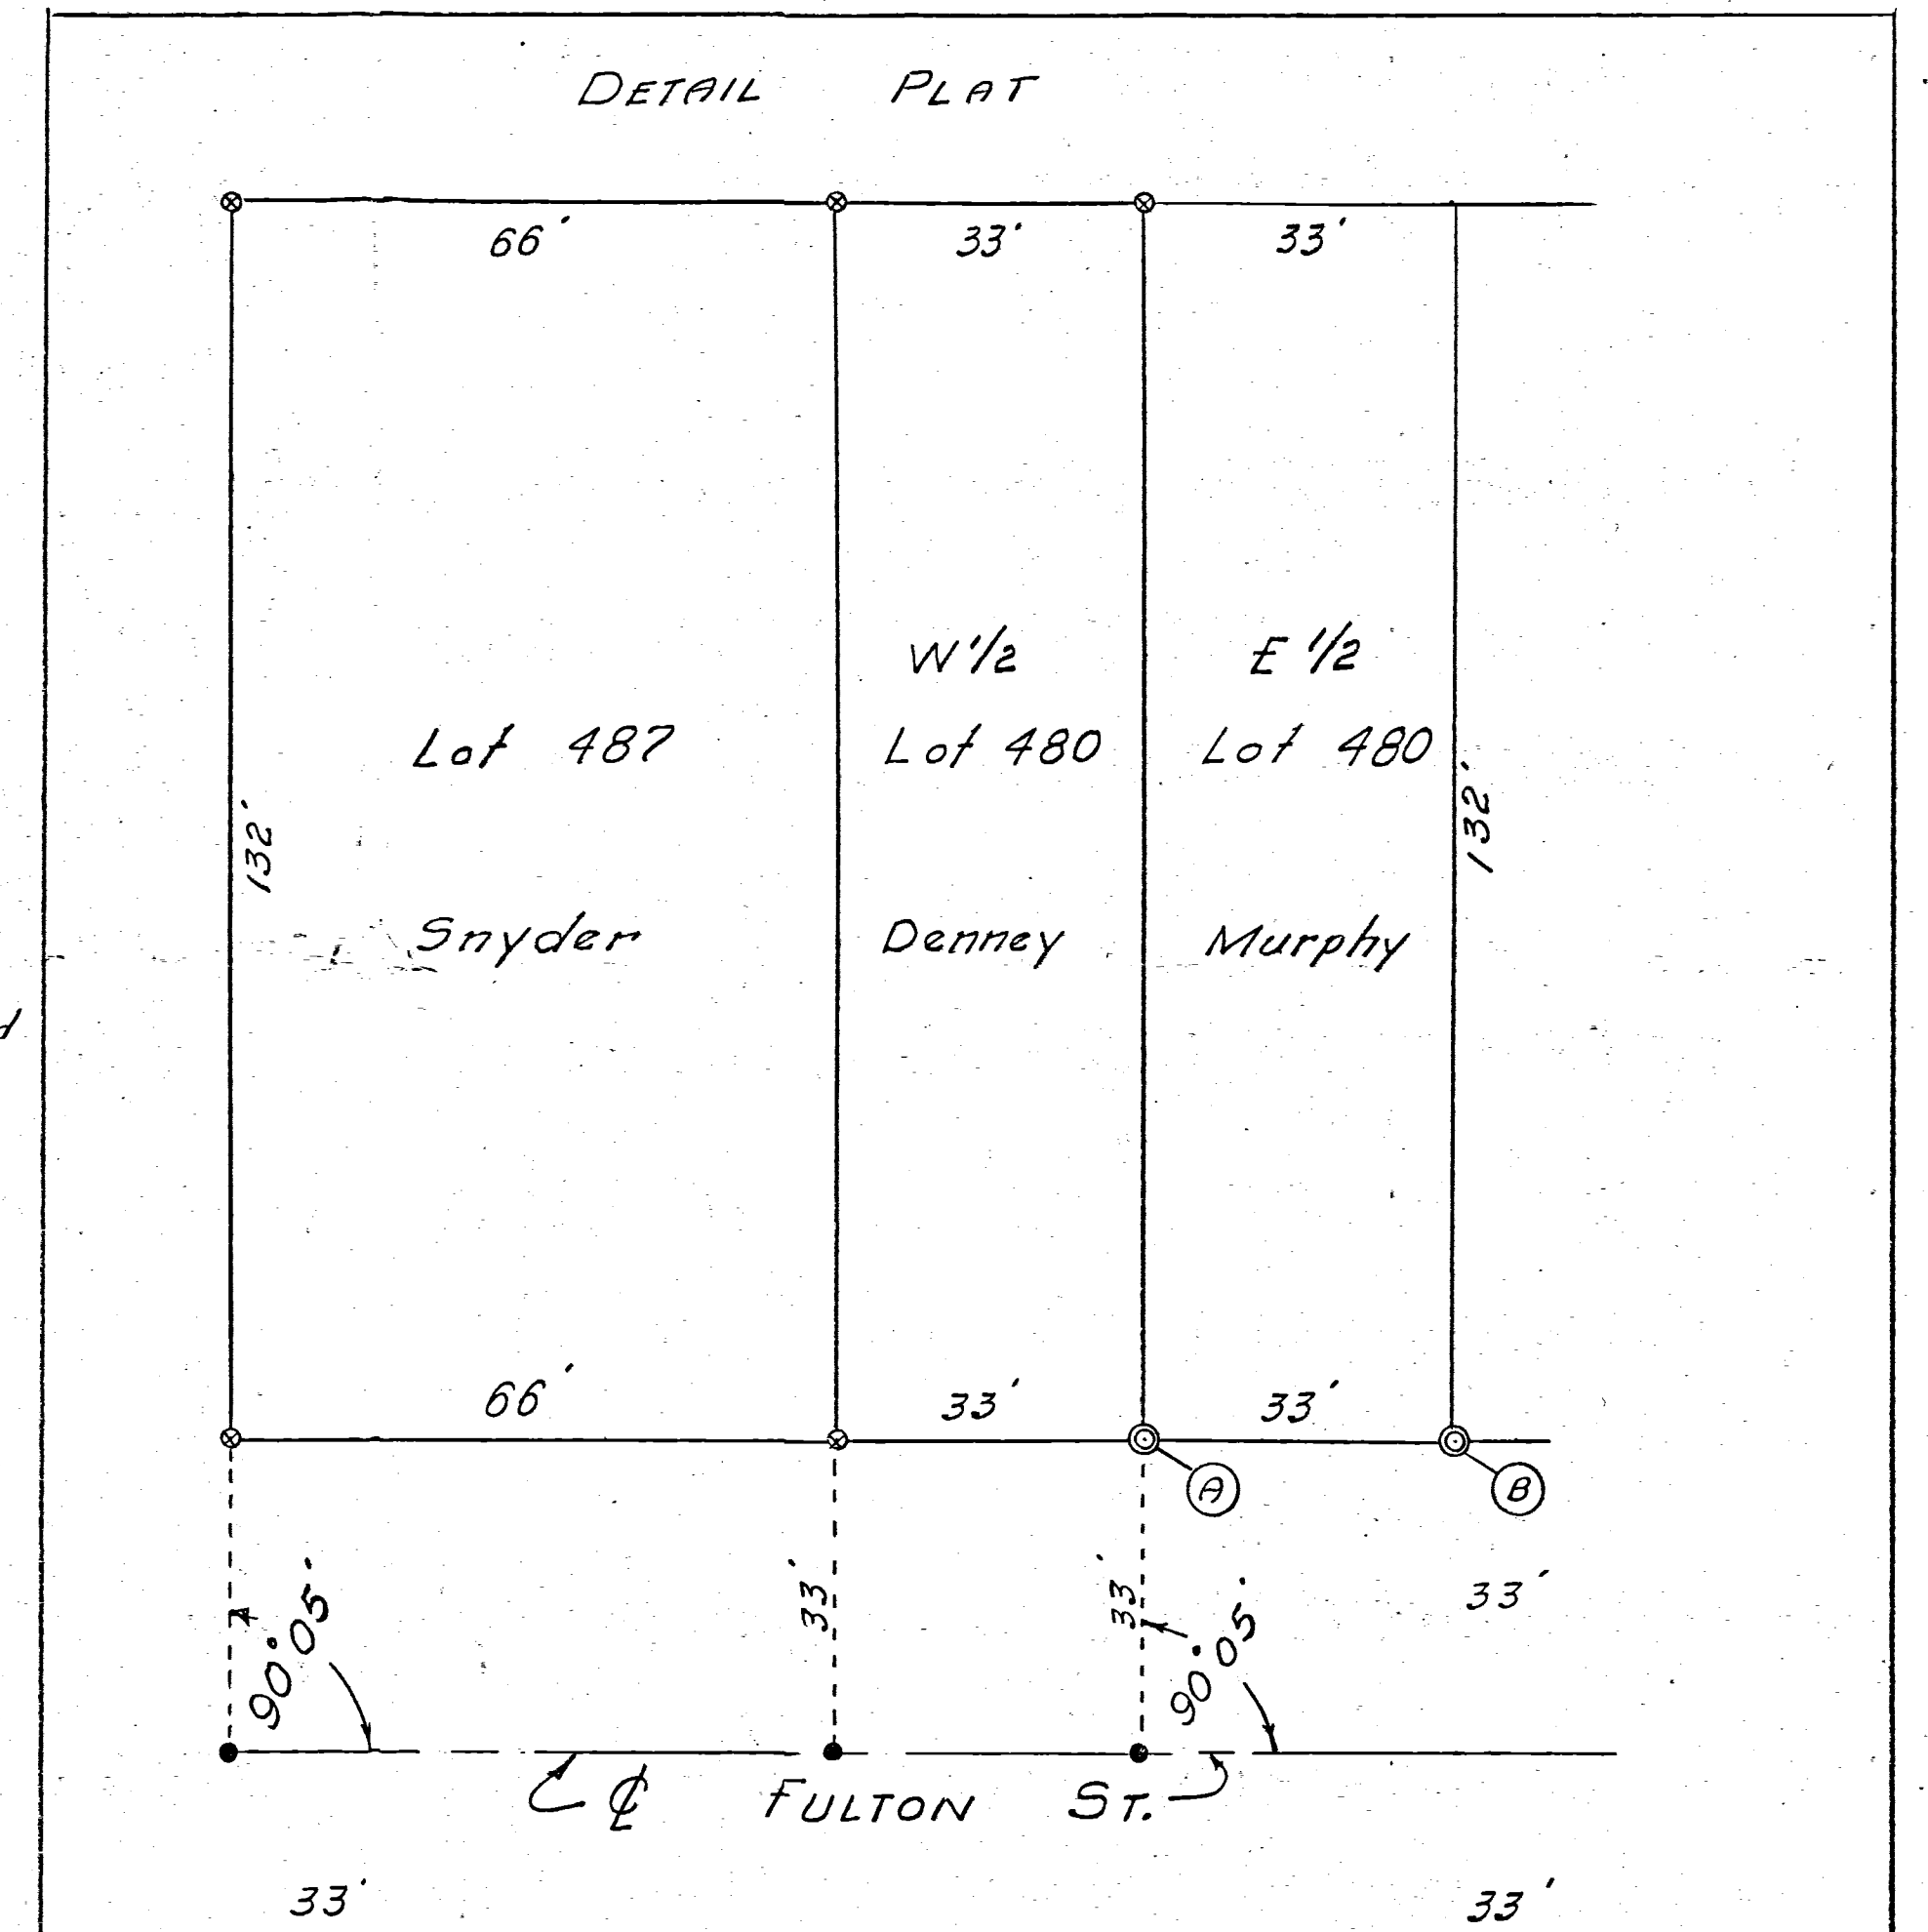 DETAIL PLAT
66'
33'
33'
W 1/2
E 1/2
Lot 487
Lot 480
Lot 480
132'
132'
Snyder
Denney
Murphy
66'
33'
33'
A
B
90°05'
33'
33'
90°05'
33'
℄ FULTON ST.
33'
33'